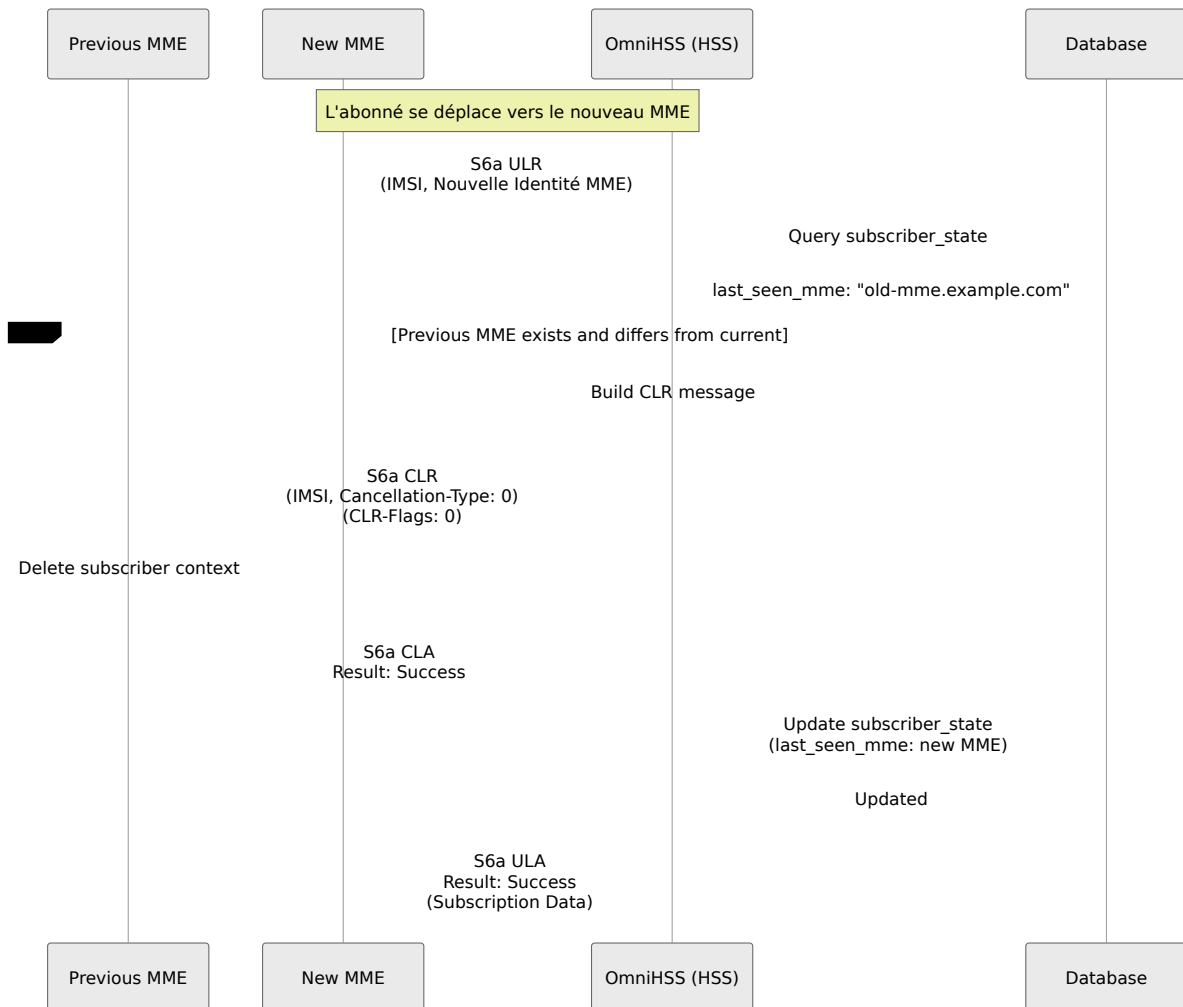 Previous MME
New MME
OmniHSS (HSS)
Database
L'abonné se déplace vers le nouveau MME
S6a ULR
(IMSI, Nouvelle Identité MME)
Query subscriber_state
last_seen_mme: "old-mme.example.com"
[Previous MME exists and differs from current]
Build CLR message
S6a CLR
(IMSI, Cancellation-Type: 0)
(CLR-Flags: 0)
Delete subscriber context
S6a CLA
Result: Success
Update subscriber_state
(last_seen_mme: new MME)
Updated
S6a ULA
Result: Success
(Subscription Data)
Previous MME
New MME
OmniHSS (HSS)
Database